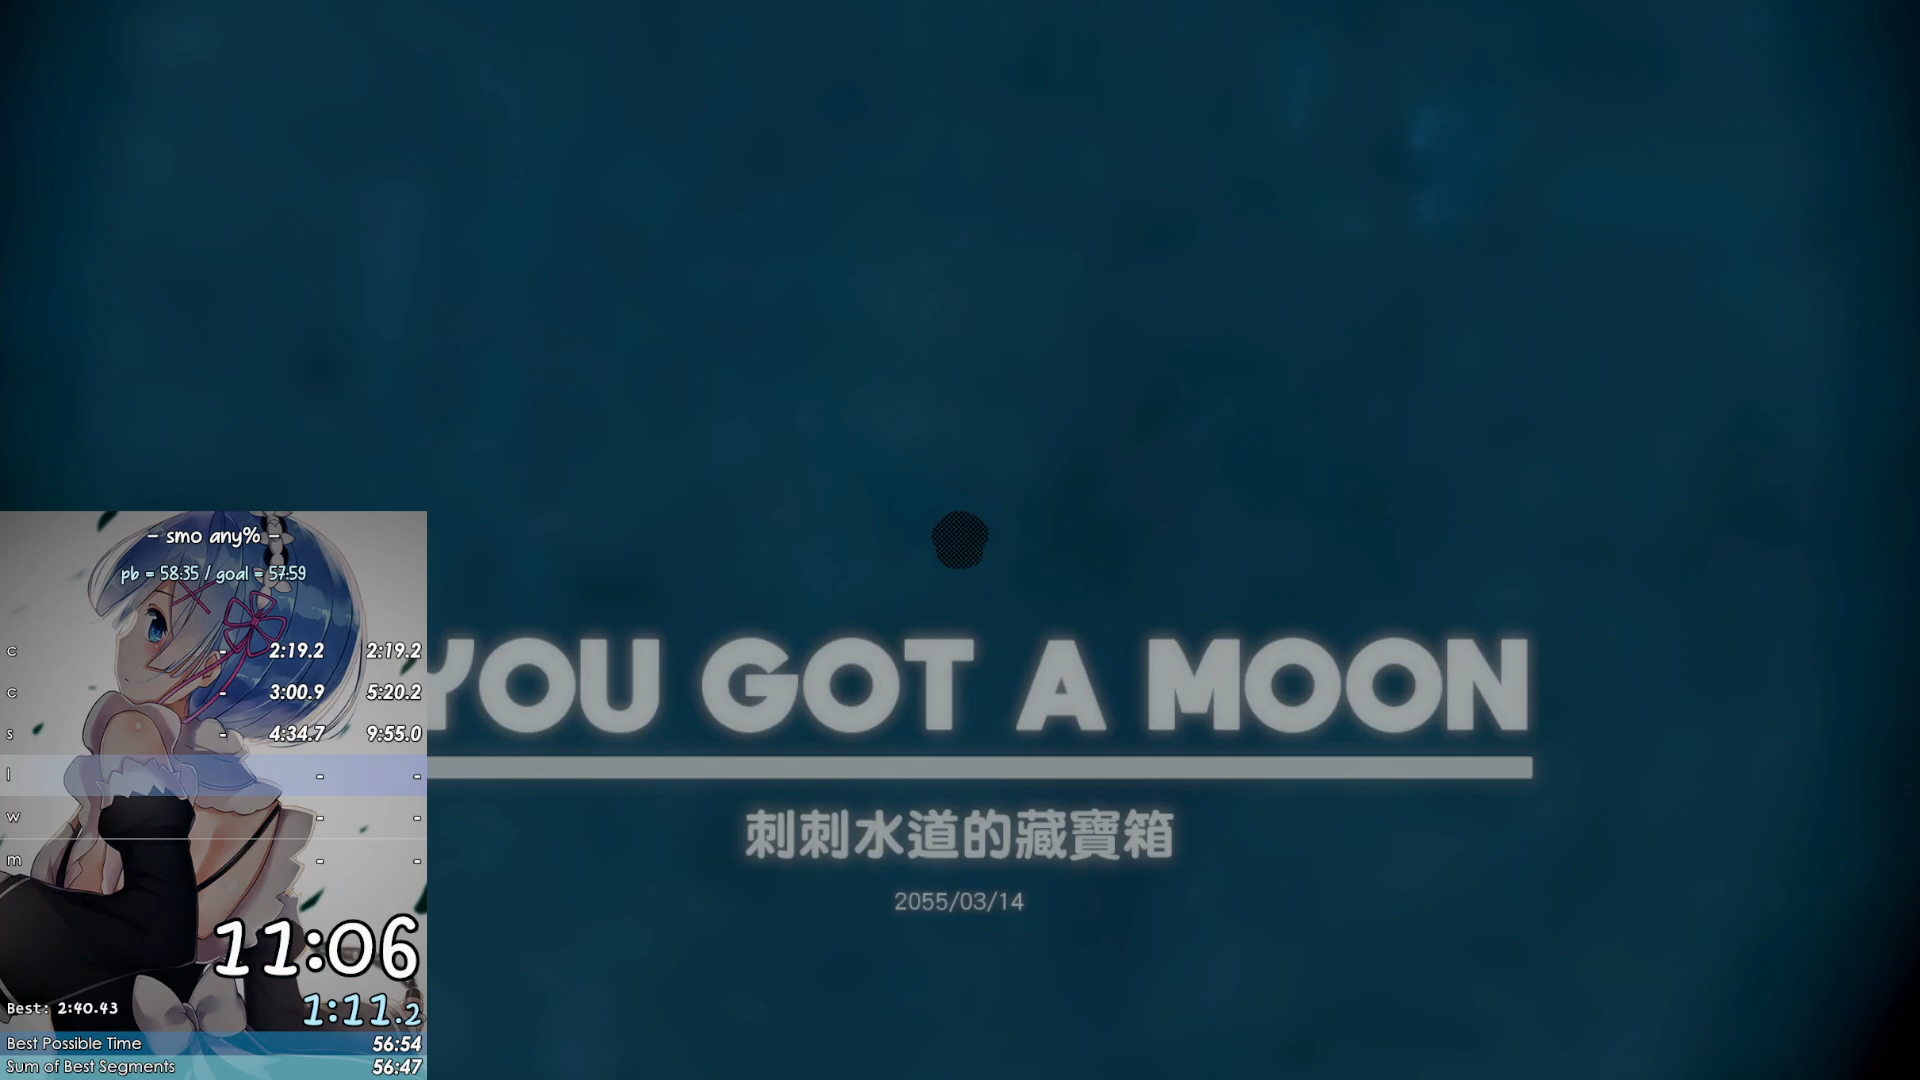 YOU GOT A MOON
刺刺水道的藏寶箱
2055/03/14
– smo any% –
pb = 58:35 / goal = 57:59
c - 2:19.2 2:19.2
c - 3:00.9 5:20.2
s - 4:34.7 9:55.0
l - -
w - -
m - -
11:06
Best: 2:40.43 1:11.2
Best Possible Time 56:54
Sum of Best Segments 56:47